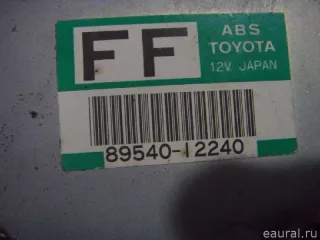 FF
ABS
TOYOTA
12V JAPAN
89540-12240
eaural.ru